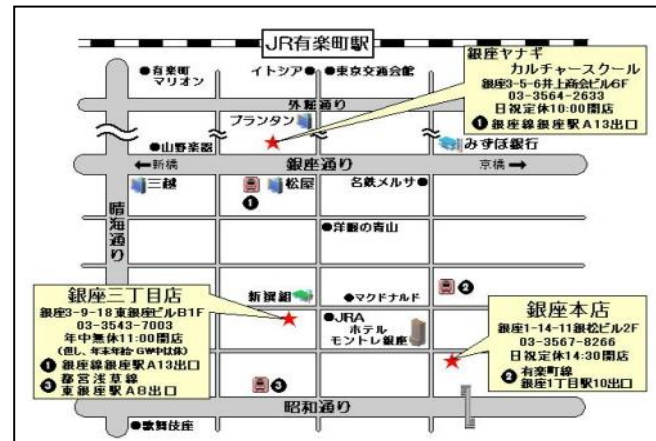 JR有楽町駅
●有楽町
マリオン
イトシア●
●東京交通会館
外堀通り
プランタン
●山野楽器
みずほ銀行
←新橋
銀座通り
京橋→
三越
松屋
名鉄メルサ●
❶
晴海通り
●洋服の青山
新撰組
●マクドナルド
❷
●JRA
ホテル
モントレ銀座
❸
昭和通り
●歌舞伎座
銀座ヤナギ
カルチャースクール
銀座3-5-6井上商会ビル6F
03-3564-2633
日祝定休10:00開店
❶銀座線銀座駅A13出口
銀座三丁目店
銀座3-9-18東銀座ビルB1F
03-3543-7003
年中無休11:00開店
(但し、年末年始・GW中は休)
❶銀座線銀座駅A13出口
❸都営浅草線
東銀座駅A8出口
銀座本店
銀座1-14-11銀松ビル2F
03-3567-8266
日祝定休14:30開店
❷有楽町線
銀座1丁目駅10出口